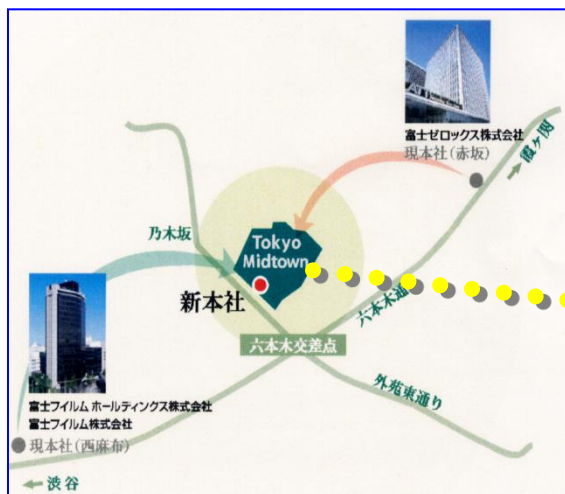 富士ゼロックス株式会社
現本社(赤坂)
霞ヶ関
乃木坂
Tokyo
Midtown
新本社
六本木通
六本木交差点
外苑東通り
富士フイルム ホールディングス株式会社
富士フイルム株式会社
現本社(西麻布)
渋谷